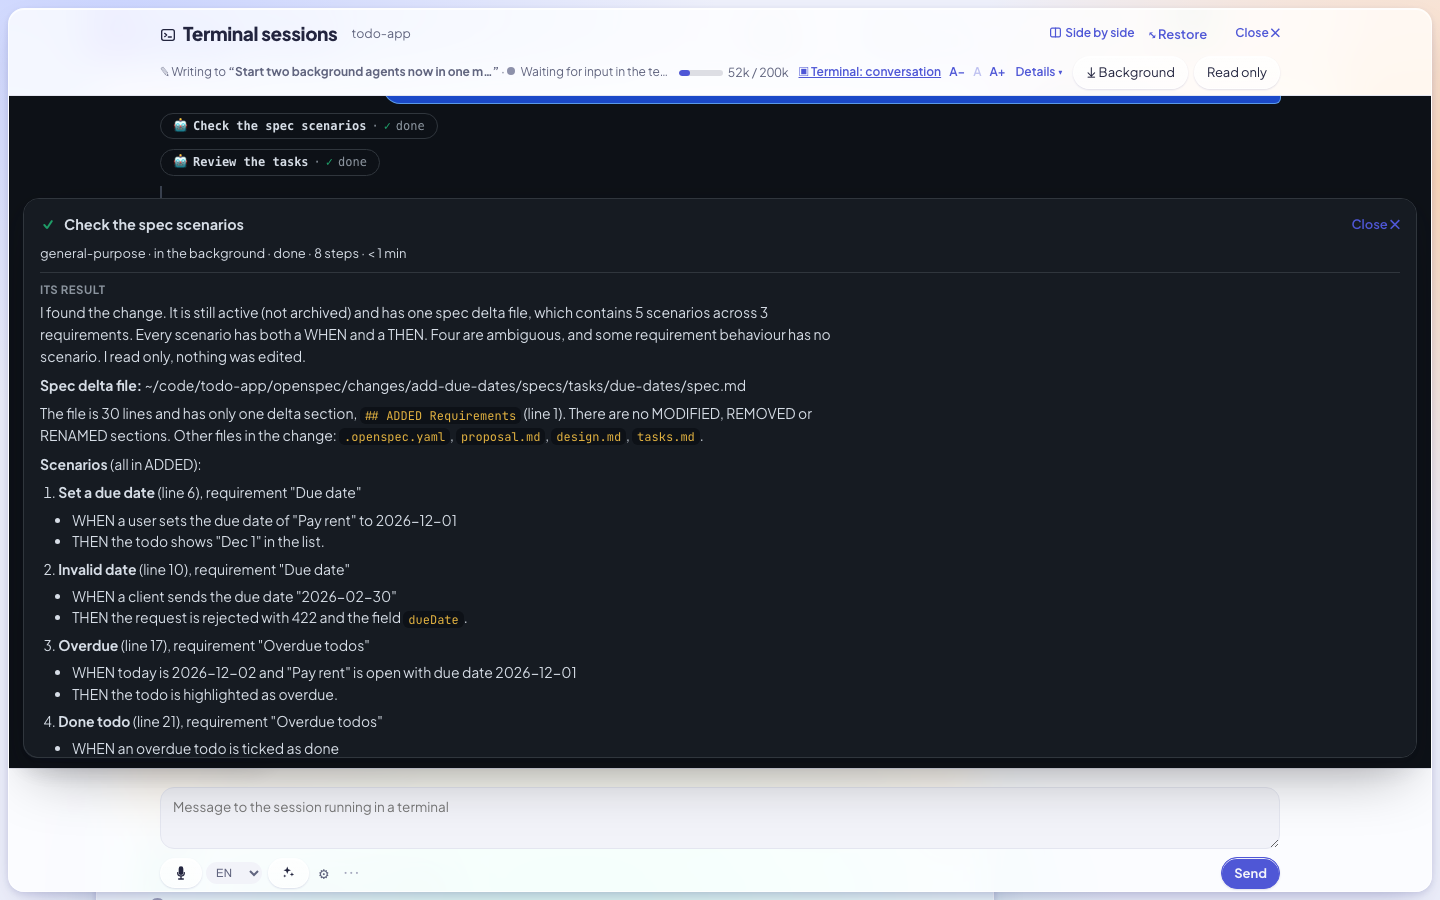 Terminal sessions todo-app Side by side Restore Close
Writing to “Start two background agents now in one m…” · Waiting for input in the te… 52k / 200k Terminal: conversation A− A A+ Details Background Read only
Check the spec scenarios · ✓ done
Review the tasks · ✓ done
Check the spec scenarios Close
general-purpose · in the background · done · 8 steps · < 1 min
ITS RESULT
I found the change. It is still active (not archived) and has one spec delta file, which contains 5 scenarios across 3
requirements. Every scenario has both a WHEN and a THEN. Four are ambiguous, and some requirement behaviour has no
scenario. I read only, nothing was edited.
Spec delta file: ~/code/todo-app/openspec/changes/add-due-dates/specs/tasks/due-dates/spec.md
The file is 30 lines and has only one delta section, ## ADDED Requirements (line 1). There are no MODIFIED, REMOVED or
RENAMED sections. Other files in the change: .openspec.yaml, proposal.md, design.md, tasks.md.
Scenarios (all in ADDED):
1. Set a due date (line 6), requirement "Due date"
• WHEN a user sets the due date of "Pay rent" to 2026-12-01
• THEN the todo shows "Dec 1" in the list.
2. Invalid date (line 10), requirement "Due date"
• WHEN a client sends the due date "2026-02-30"
• THEN the request is rejected with 422 and the field dueDate.
3. Overdue (line 17), requirement "Overdue todos"
• WHEN today is 2026-12-02 and "Pay rent" is open with due date 2026-12-01
• THEN the todo is highlighted as overdue.
4. Done todo (line 21), requirement "Overdue todos"
• WHEN an overdue todo is ticked as done
Message to the session running in a terminal
EN ··· Send